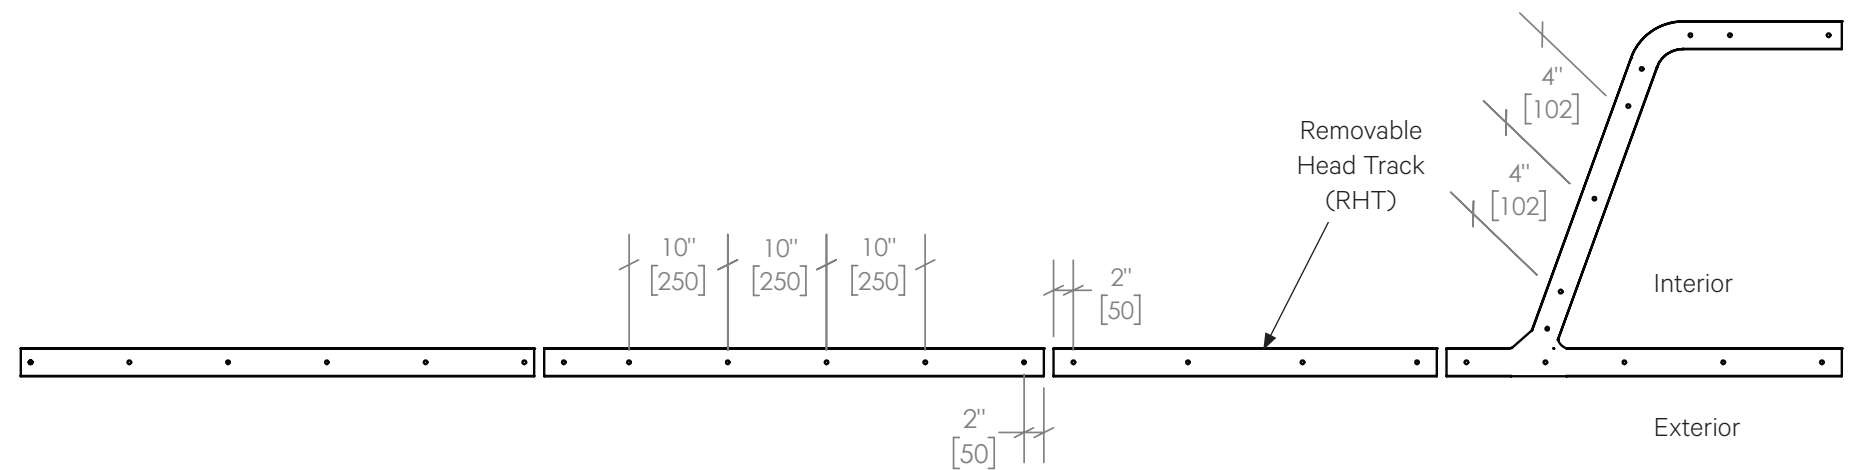 4"
[102]
4"
[102]
Removable
Head Track
(RHT)
10"
[250]
10"
[250]
10"
[250]
2"
[50]
Interior
2"
[50]
Exterior